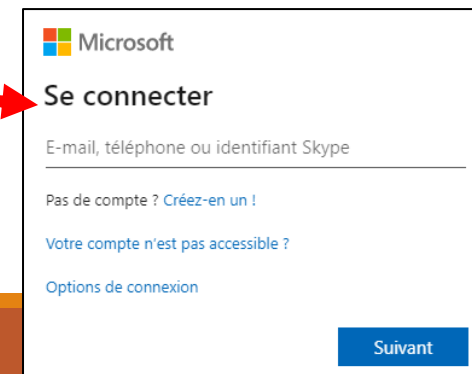 Microsoft
Se connecter
E-mail, téléphone ou identifiant Skype
Pas de compte ? Créez-en un !
Votre compte n'est pas accessible ?
Options de connexion
Suivant